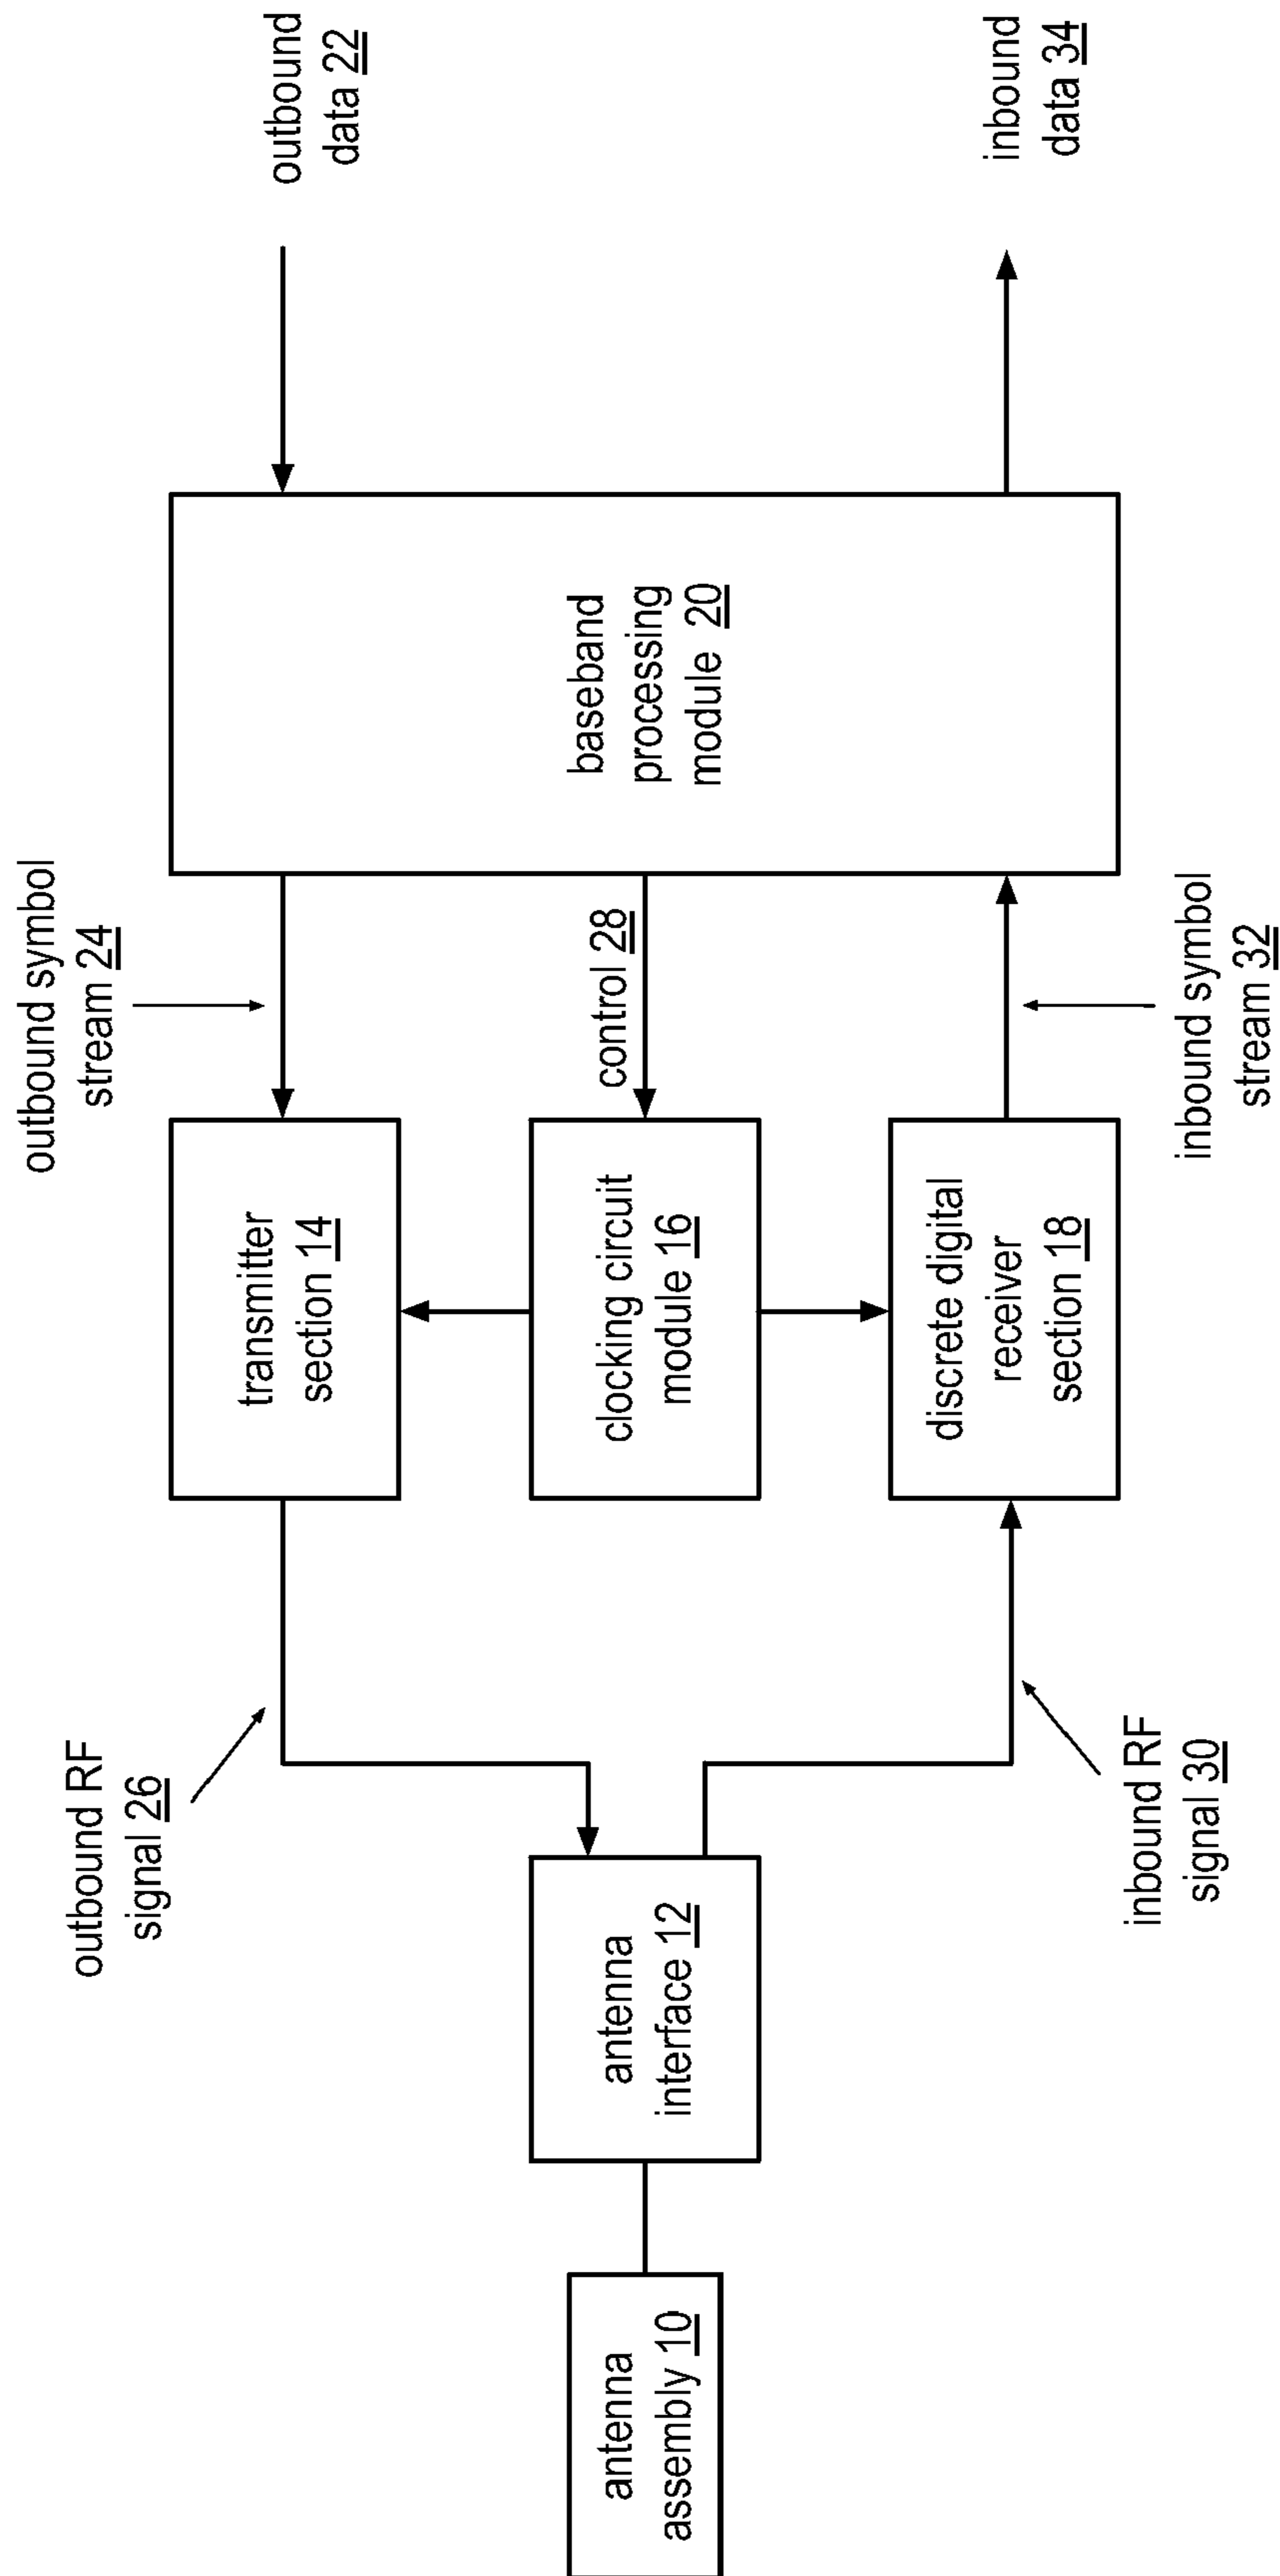 outbound
data 22
inbound
data 34
baseband
processing
module 20
outbound symbol
stream 24
control 28
inbound symbol
stream 32
transmitter
section 14
clocking circuit
module 16
discrete digital
receiver
section 18
outbound RF
signal 26
inbound RF
signal 30
antenna
interface 12
antenna
assembly 10